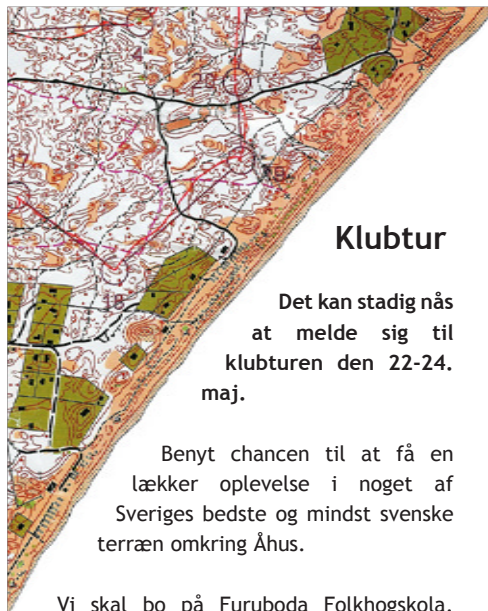 Klubtur
Det kan stadig nås
at melde sig til
klubturen den 22-24.
maj.
Benyt chancen til at få en
lækker oplevelse i noget af
Sveriges bedste og mindst svenske
terræn omkring Åhus.
Vi skal bo på Furuboda Folkhogskola,
18